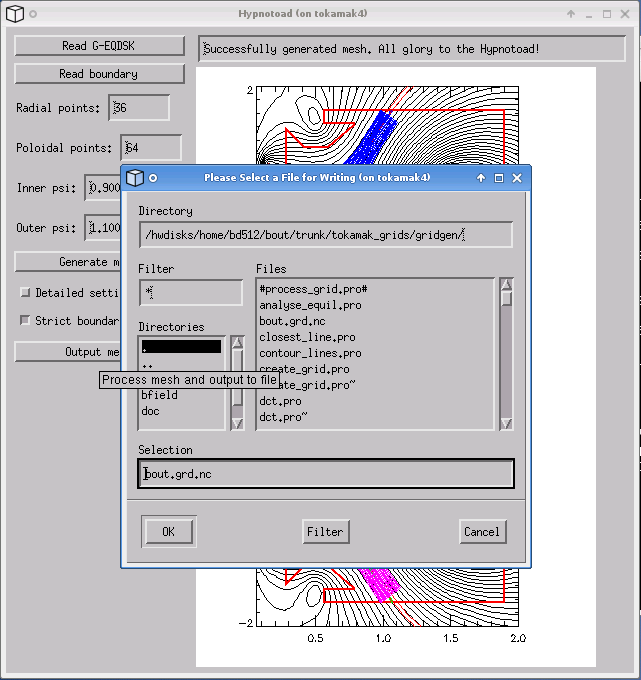 Hypnotoad (on tokamak4)
Read G-EQDSK
Successfully generated mesh. All glory to the Hypnotoad!
Read boundary
Radial points: 36
Poloidal points: 64
Inner psi: 0.900
Outer psi: 1.100
Generate m
Detailed setti
Strict boundar
Output me
2
-2
0.5 1.0 1.5 2.0
Please Select a File for Writing (on tokamak4)
Directory
/hwdisks/home/bd512/bout/trunk/tokamak_grids/gridgen/
Filter
*
Files
#process_grid.pro#
analyse_equil.pro
bout.grd.nc
closest_line.pro
contour_lines.pro
create_grid.pro
create_grid.pro~
dct.pro
dct.pro~
Directories
.
..
bfield
doc
Process mesh and output to file
Selection
bout.grd.nc
OK
Filter
Cancel